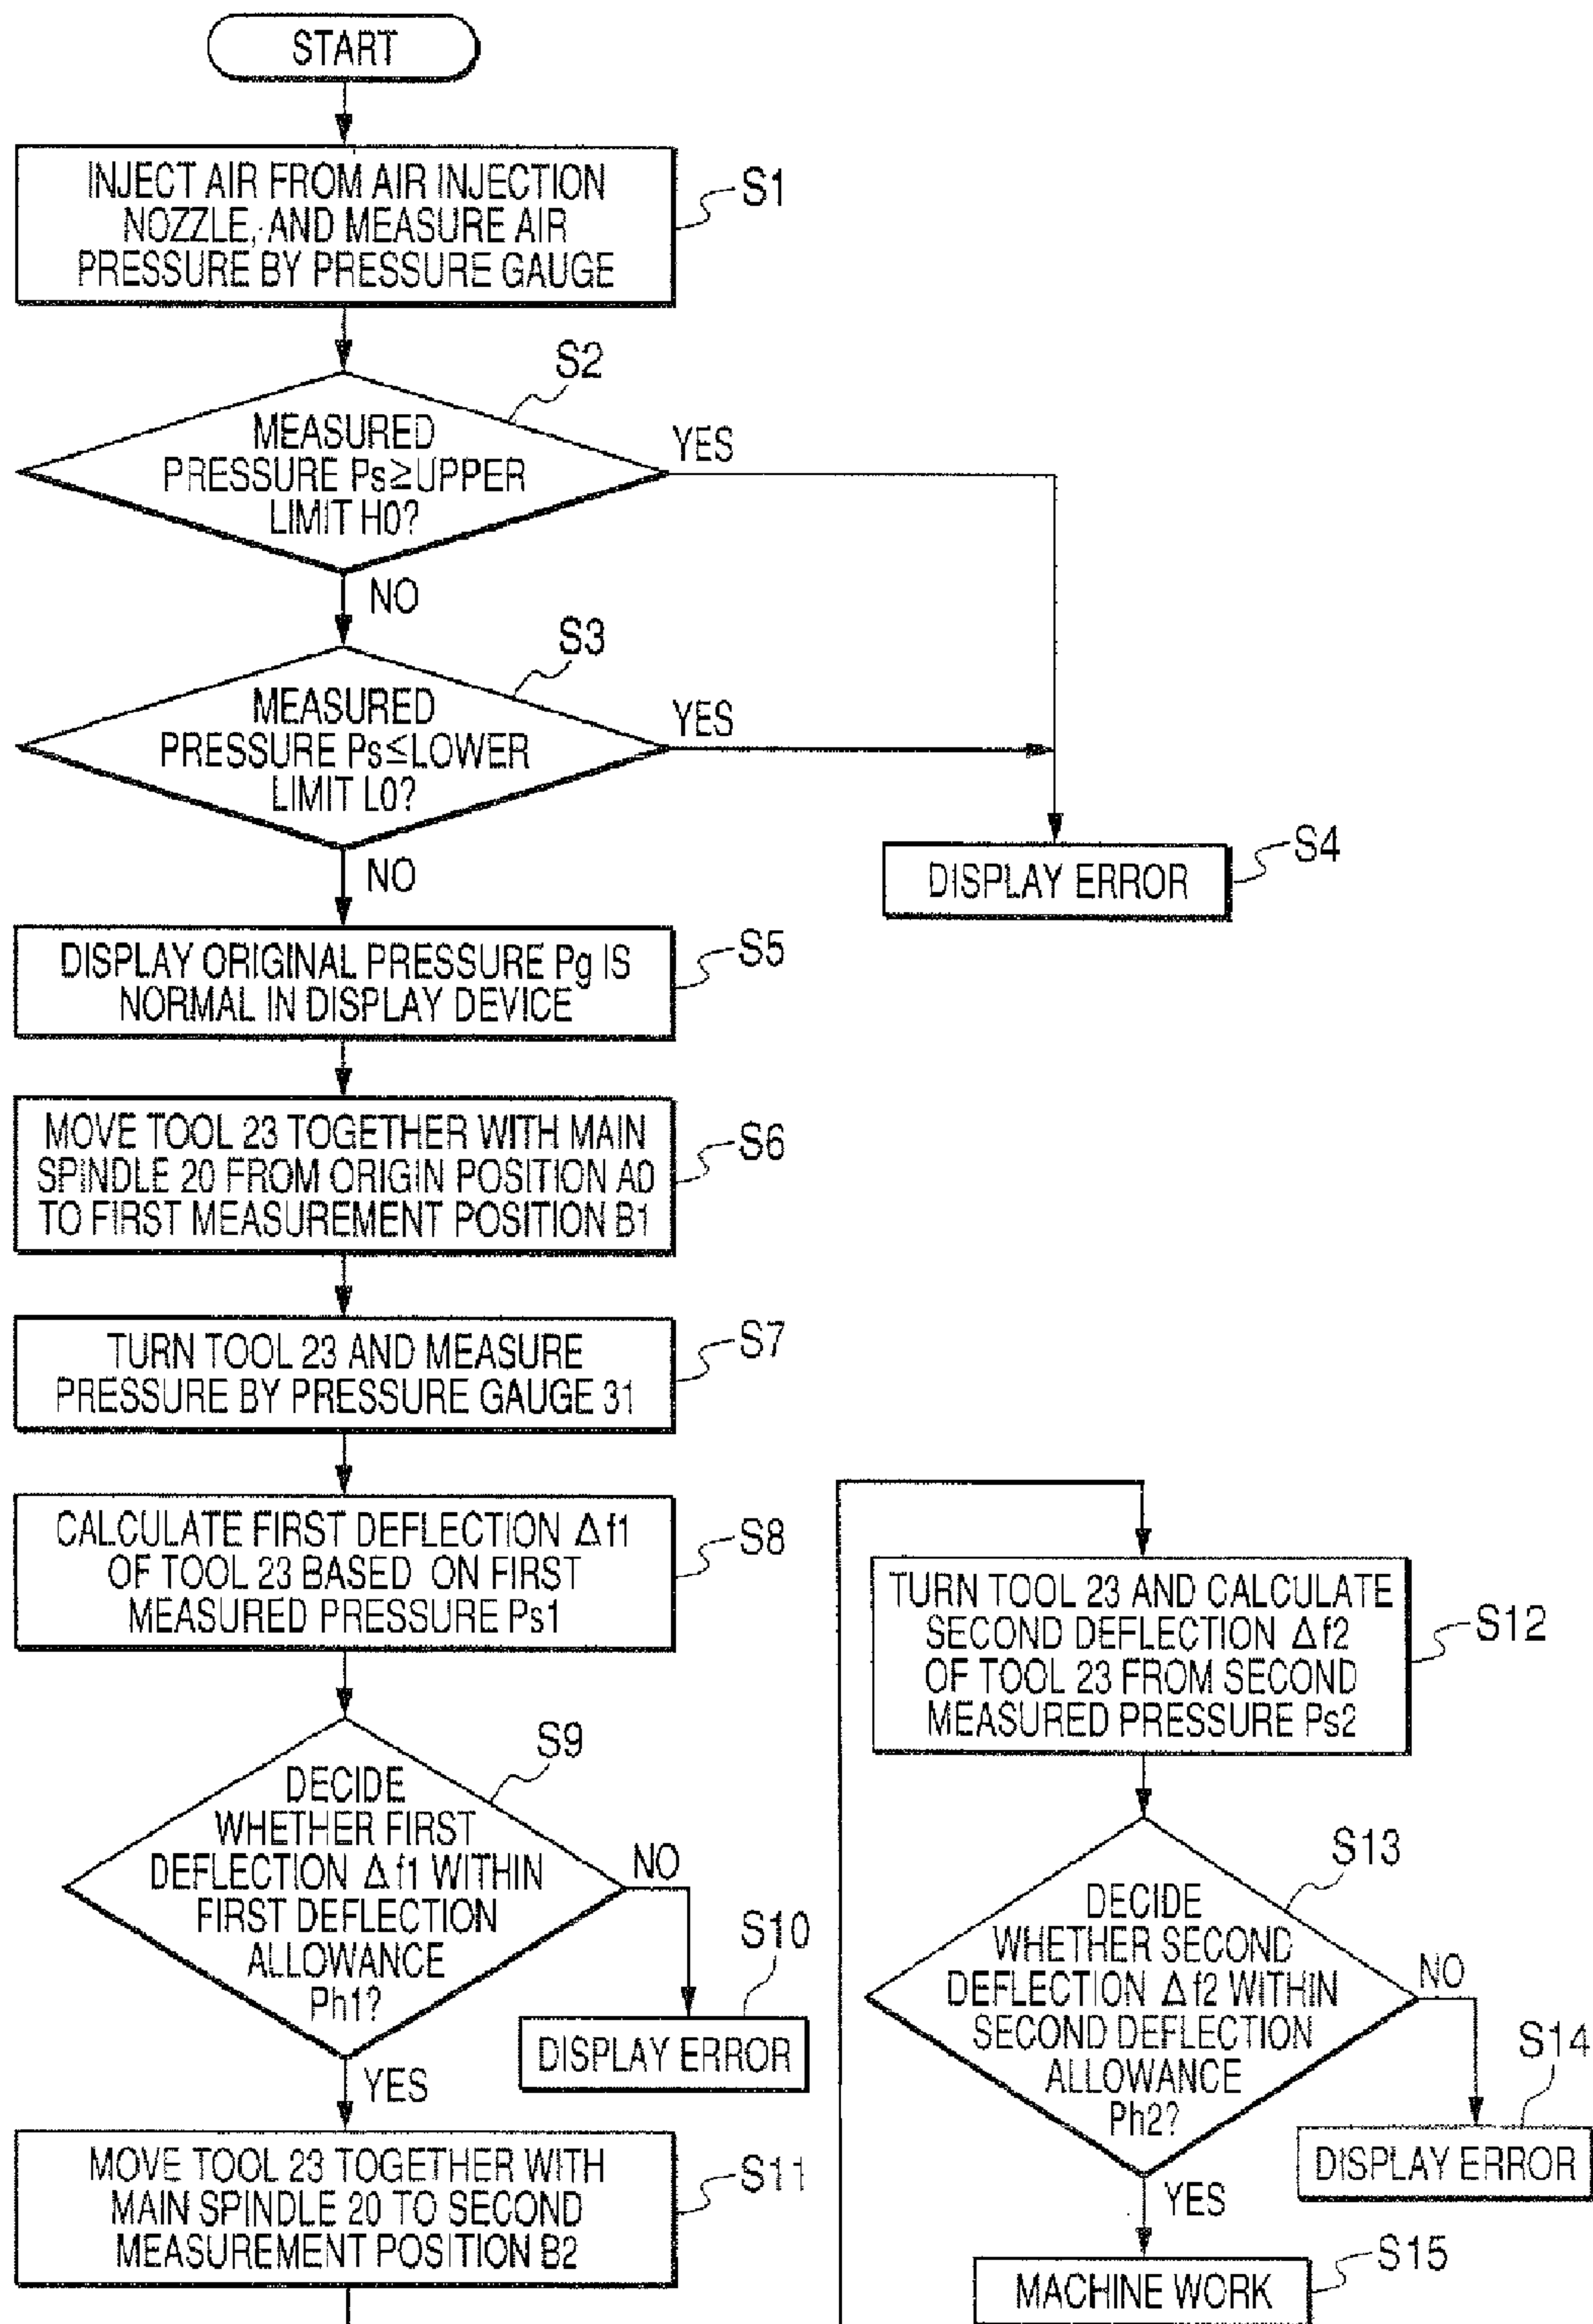 START
INJECT AIR FROM AIR INJECTION
NOZZLE, AND MEASURE AIR
PRESSURE BY PRESSURE GAUGE
S1
S2
MEASURED
PRESSURE Ps≧UPPER
LIMIT H0?
YES
NO
S3
MEASURED
PRESSURE Ps≦LOWER
LIMIT L0?
YES
NO
DISPLAY ERROR
S4
DISPLAY ORIGINAL PRESSURE Pg IS
NORMAL IN DISPLAY DEVICE
S5
MOVE TOOL 23 TOGETHER WITH MAIN
SPINDLE 20 FROM ORIGIN POSITION A0
TO FIRST MEASUREMENT POSITION B1
S6
TURN TOOL 23 AND MEASURE
PRESSURE BY PRESSURE GAUGE 31
S7
CALCULATE FIRST DEFLECTION Δf1
OF TOOL 23 BASED ON FIRST
MEASURED PRESSURE Ps1
S8
S9
DECIDE
WHETHER FIRST
DEFLECTION Δf1 WITHIN
FIRST DEFLECTION
ALLOWANCE
Ph1?
NO
S10
DISPLAY ERROR
YES
MOVE TOOL 23 TOGETHER WITH
MAIN SPINDLE 20 TO SECOND
MEASUREMENT POSITION B2
S11
TURN TOOL 23 AND CALCULATE
SECOND DEFLECTION Δf2
OF TOOL 23 FROM SECOND
MEASURED PRESSURE Ps2
S12
S13
DECIDE
WHETHER SECOND
DEFLECTION Δf2 WITHIN
SECOND DEFLECTION
ALLOWANCE
Ph2?
NO
S14
DISPLAY ERROR
YES
MACHINE WORK
S15